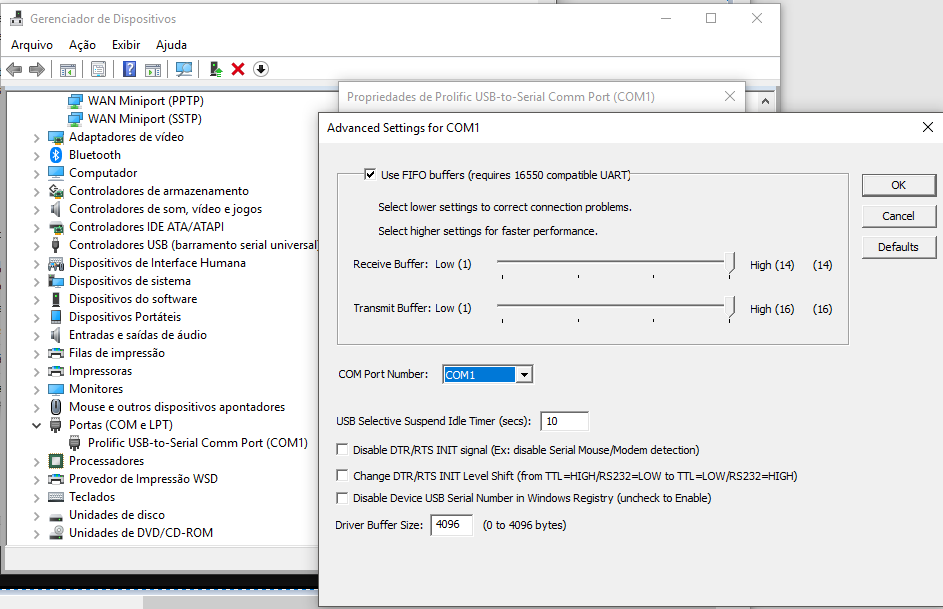 Gerenciador de Dispositivos
Arquivo Ação Exibir Ajuda
WAN Miniport (PPTP)
WAN Miniport (SSTP)
Adaptadores de vídeo
Bluetooth
Computador
Controladores de armazenamento
Controladores de som, vídeo e jogos
Controladores IDE ATA/ATAPI
Controladores USB (barramento serial universal
Dispositivos de Interface Humana
Dispositivos de sistema
Dispositivos do software
Dispositivos Portáteis
Entradas e saídas de áudio
Filas de impressão
Impressoras
Monitores
Mouse e outros dispositivos apontadores
Portas (COM e LPT)
Prolific USB-to-Serial Comm Port (COM1)
Processadores
Provedor de Impressão WSD
Teclados
Unidades de disco
Unidades de DVD/CD-ROM
Propriedades de Prolific USB-to-Serial Comm Port (COM1)
Advanced Settings for COM1
Use FIFO buffers (requires 16550 compatible UART)
Select lower settings to correct connection problems.
Select higher settings for faster performance.
Receive Buffer: Low (1) High (14) (14)
Transmit Buffer: Low (1) High (16) (16)
OK
Cancel
Defaults
COM Port Number: COM1
USB Selective Suspend Idle Timer (secs): 10
Disable DTR/RTS INIT signal (Ex: disable Serial Mouse/Modem detection)
Change DTR/RTS INIT Level Shift (from TTL=HIGH/RS232=LOW to TTL=LOW/RS232=HIGH)
Disable Device USB Serial Number in Windows Registry (uncheck to Enable)
Driver Buffer Size: 4096 (0 to 4096 bytes)